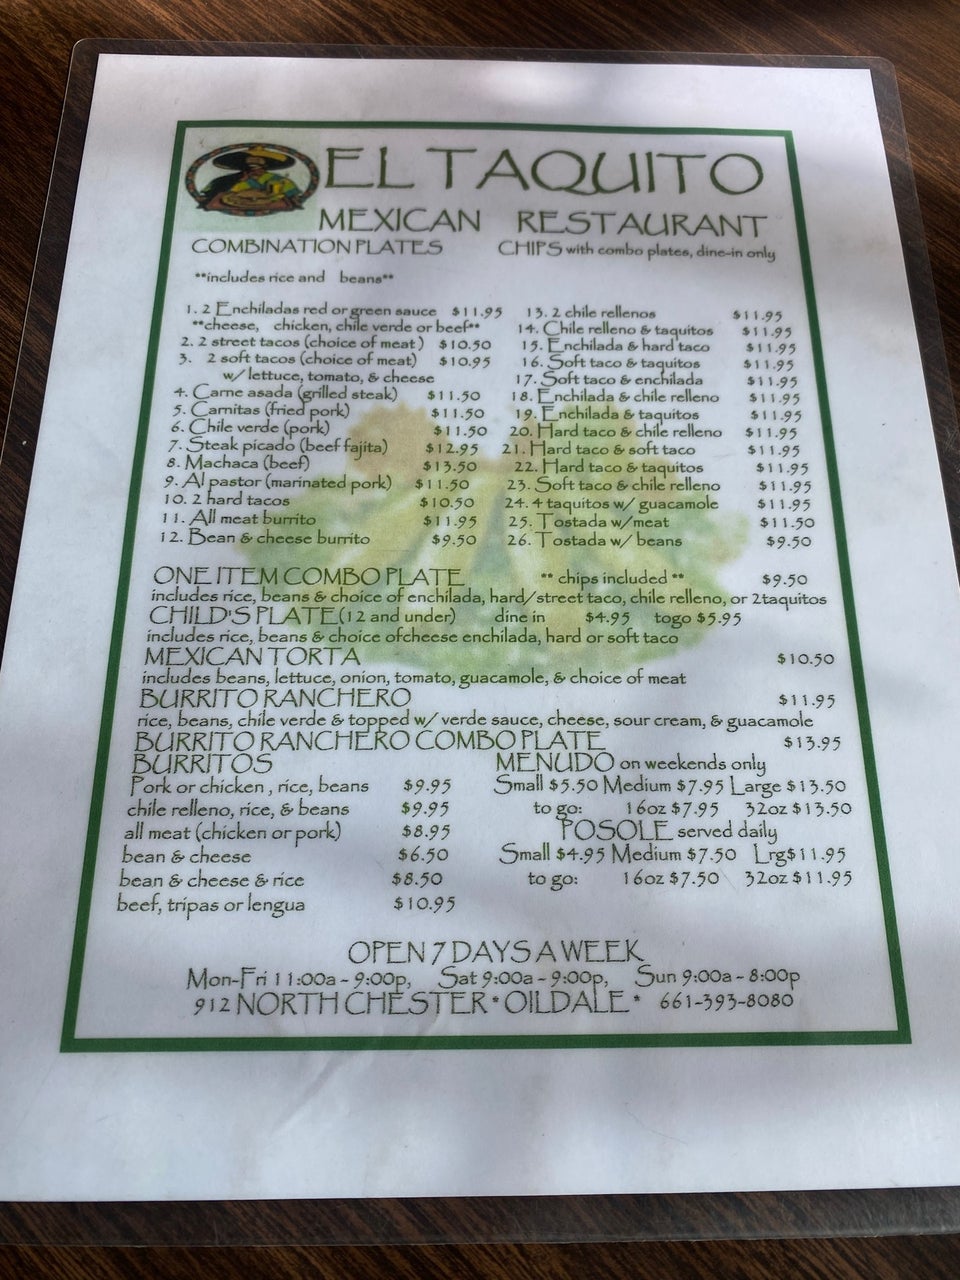 EL TAQUITO
MEXICAN RESTAURANT
COMBINATION PLATES CHIPS with combo plates, dine-in only
**includes rice and beans**
1. 2 Enchiladas red or green sauce $11.95
**cheese, chicken, chile verde or beef**
2. 2 street tacos (choice of meat) $10.50
3. 2 soft tacos (choice of meat) $10.95
w/ lettuce, tomato, & cheese
4. Carne asada (grilled steak) $11.50
5. Carnitas (fried pork) $11.50
6. Chile verde (pork) $11.50
7. Steak picado (beef fajita) $12.95
8. Machaca (beef) $13.50
9. Al pastor (marinated pork) $11.50
10. 2 hard tacos $10.50
11. All meat burrito $11.95
12. Bean & cheese burrito $9.50
13. 2 chile rellenos $11.95
14. Chile relleno & taquitos $11.95
15. Enchilada & hard taco $11.95
16. Soft taco & taquitos $11.95
17. Soft taco & enchilada $11.95
18. Enchilada & chile relleno $11.95
19. Enchilada & taquitos $11.95
20. Hard taco & chile relleno $11.95
21. Hard taco & soft taco $11.95
22. Hard taco & taquitos $11.95
23. Soft taco & chile relleno $11.95
24. 4 taquitos w/ guacamole $11.95
25. Tostada w/meat $11.50
26. Tostada w/ beans $9.50
ONE ITEM COMBO PLATE ** chips included ** $9.50
includes rice, beans & choice of enchilada, hard/street taco, chile relleno, or 2taquitos
CHILD'S PLATE (12 and under) dine in $4.95 togo $5.95
includes rice, beans & choice ofcheese enchilada, hard or soft taco
MEXICAN TORTA $10.50
includes beans, lettuce, onion, tomato, guacamole, & choice of meat
BURRITO RANCHERO $11.95
rice, beans, chile verde & topped w/ verde sauce, cheese, sour cream, & guacamole
BURRITO RANCHERO COMBO PLATE $13.95
BURRITOS
Pork or chicken , rice, beans $9.95
chile relleno, rice, & beans $9.95
all meat (chicken or pork) $8.95
bean & cheese $6.50
bean & cheese & rice $8.50
beef, tripas or lengua $10.95
MENUDO on weekends only
Small $5.50 Medium $7.95 Large $13.50
to go: 16oz $7.95 32oz $13.50
POSOLE served daily
Small $4.95 Medium $7.50 Lrg$11.95
to go: 16oz $7.50 32oz $11.95
OPEN 7 DAYS A WEEK
Mon-Fri 11:00a - 9:00p, Sat 9:00a - 9:00p, Sun 9:00a - 8:00p
912 NORTH CHESTER * OILDALE * 661-393-8080